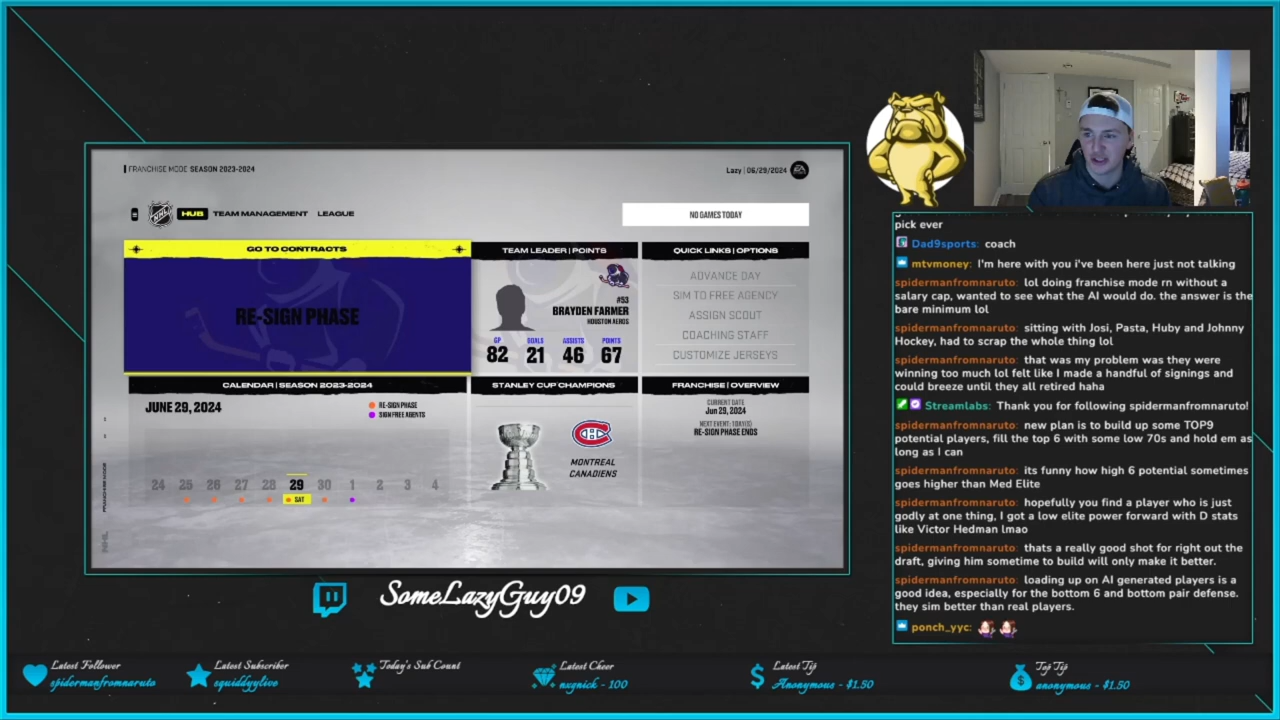 FRANCHISE MODE SEASON 2023-2024
Lazy | 06/29/2024
NHL
HUB TEAM MANAGEMENT LEAGUE
NO GAMES TODAY
GO TO CONTRACTS
RE-SIGN PHASE
TEAM LEADER | POINTS
#53
BRAYDEN FARMER
HOUSTON AEROS
GP GOALS ASSISTS POINTS
82 21 46 67
QUICK LINKS | OPTIONS
ADVANCE DAY
SIM TO FREE AGENCY
ASSIGN SCOUT
COACHING STAFF
CUSTOMIZE JERSEYS
CALENDAR | SEASON 2023-2024
JUNE 29, 2024
RE-SIGN PHASE
SIGN FREE AGENTS
24 25 26 27 28 29 30 1 2 3 4
SAT
STANLEY CUP CHAMPIONS
MONTREAL
CANADIENS
FRANCHISE | OVERVIEW
CURRENT DATE
Jun 29, 2024
RE-SIGN PHASE ENDS
FRANCHISE MODE
NHL
SomeLazyGuy09
pick ever
Dad9sports: coach
mtvmoney: I'm here with you i've been here just not talking
spidermanfromnaruto: lol doing franchise mode rn without a
salary cap, wanted to see what the AI would do. the answer is the
bare minimum lol
spidermanfromnaruto: sitting with Josi, Pasta, Huby and Johnny
Hockey, had to scrap the whole thing lol
spidermanfromnaruto: that was my problem was they were
winning too much lol felt like I made a handful of signings and
could breeze until they all retired haha
Streamlabs: Thank you for following spidermanfromnaruto!
spidermanfromnaruto: new plan is to build up some TOP9
potential players, fill the top 6 with some low 70s and hold em as
long as I can
spidermanfromnaruto: its funny how high 6 potential sometimes
goes higher than Med Elite
spidermanfromnaruto: hopefully you find a player who is just
godly at one thing, I got a low elite power forward with D stats
like Victor Hedman lmao
spidermanfromnaruto: thats a really good shot for right out the
draft, giving him sometime to build will only make it better.
spidermanfromnaruto: loading up on AI generated players is a
good idea, especially for the bottom 6 and bottom pair defense.
they sim better than real players.
ponch_yyc:
Latest Follower
spidermanfromnaruto
Latest Subscriber
squiddyylive
Today's Sub Count
Latest Cheer
nxgnick - 100
Latest Tip
Anonymous - $1.50
Top Tip
anonymous - $1.50